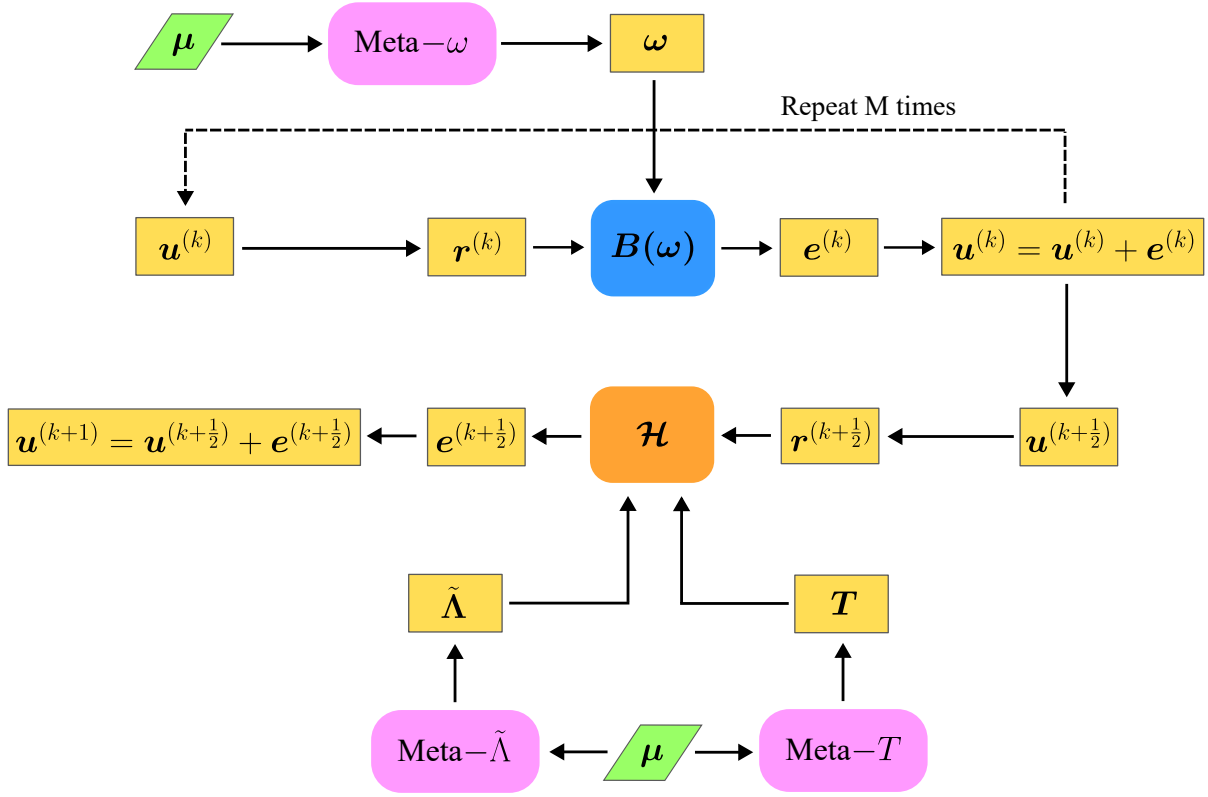 μ Meta−ω ω
Repeat M times
u^(k) r^(k) B(ω) e^(k) u^(k) = u^(k) + e^(k)
u^(k+1) = u^(k+1/2) + e^(k+1/2) e^(k+1/2) ℋ r^(k+1/2) u^(k+1/2)
Λ̃ T
Meta−Λ̃ μ Meta−T